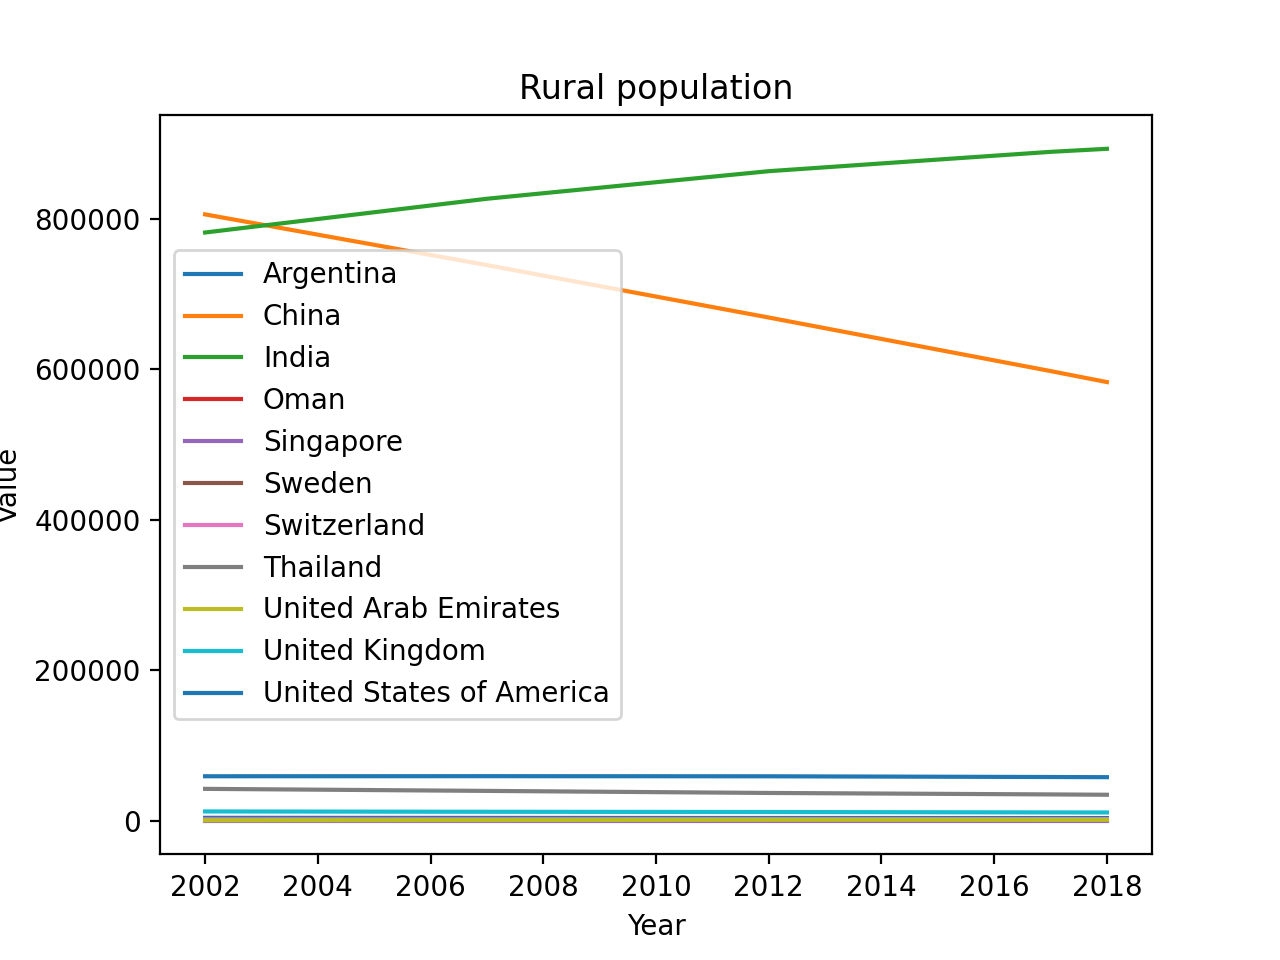 Rural population
800000
600000
400000
200000
0
Value
Argentina
China
India
Oman
Singapore
Sweden
Switzerland
Thailand
United Arab Emirates
United Kingdom
United States of America
2002 2004 2006 2008 2010 2012 2014 2016 2018
Year